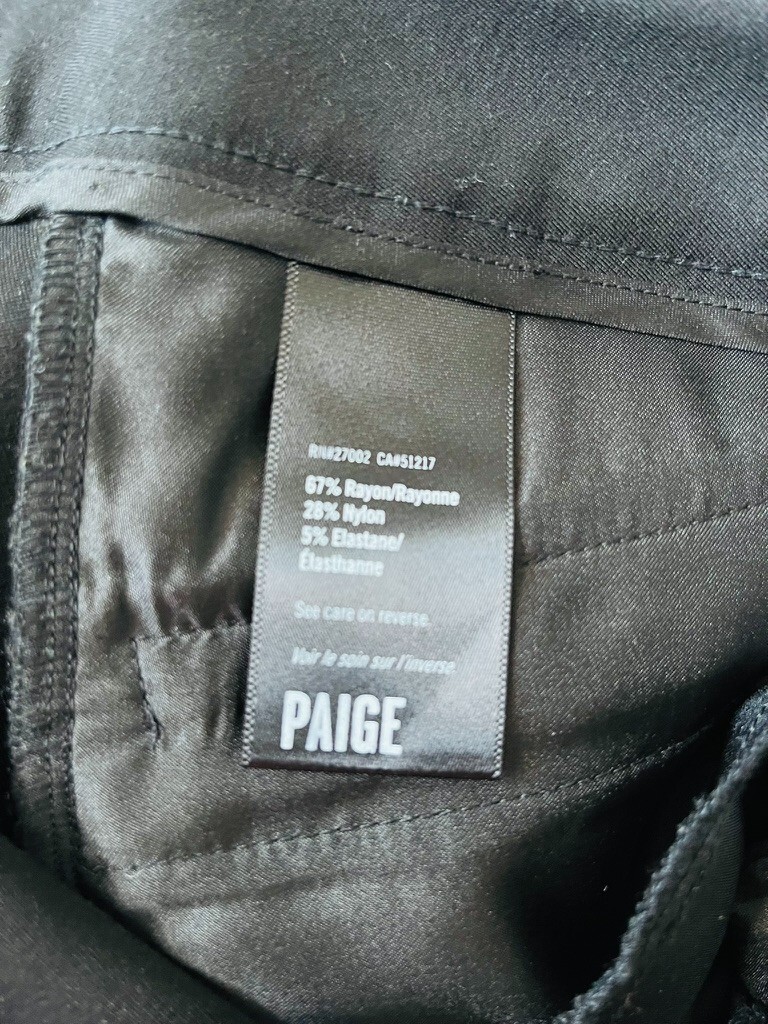 RN#27002 CA#51217
67% Rayon/Rayonne
28% Nylon
5% Elastane/
Élasthanne
See care on reverse.
Voir le soin sur l'inverse.
PAIGE